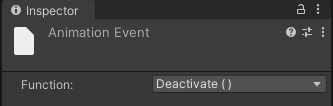 Inspector
Animation Event
Function: Deactivate ( )